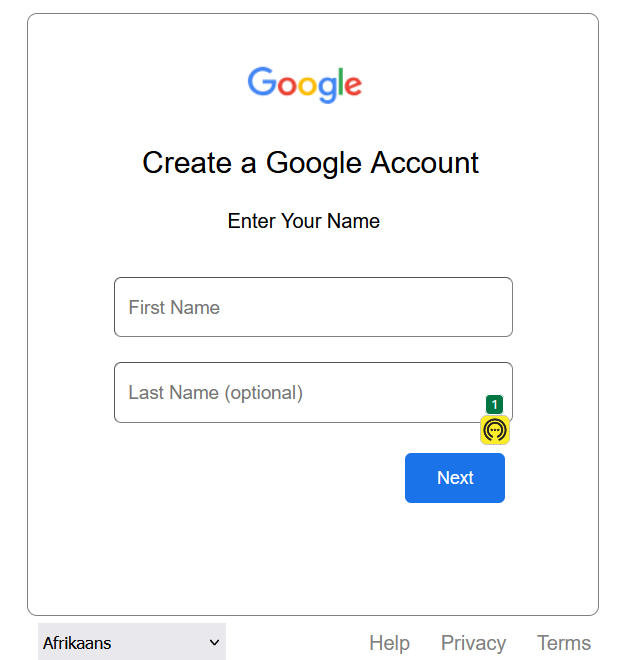 Google
Create a Google Account
Enter Your Name
First Name
Last Name (optional)
1
Next
Afrikaans
Help Privacy Terms